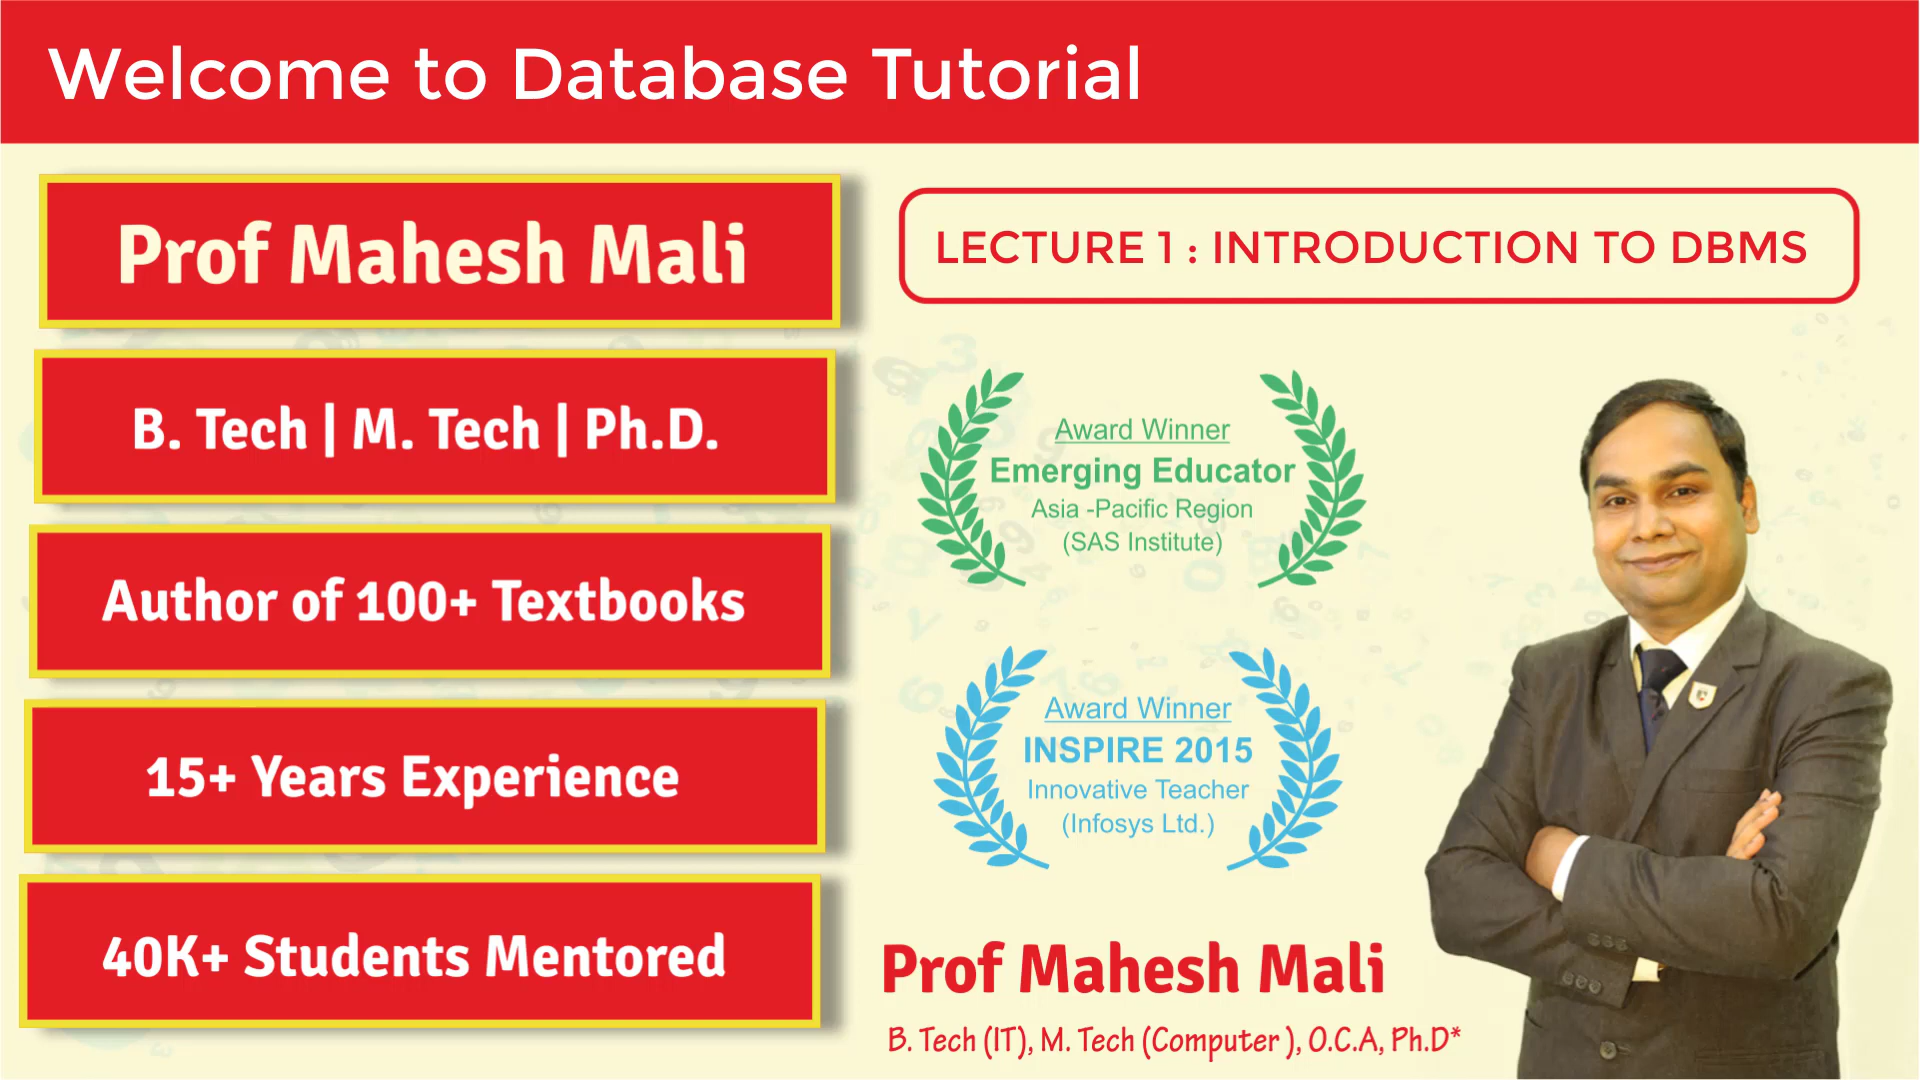 Welcome to Database Tutorial
Prof Mahesh Mali
B. Tech | M. Tech | Ph.D.
Author of 100+ Textbooks
15+ Years Experience
40K+ Students Mentored
LECTURE 1 : INTRODUCTION TO DBMS
Award Winner
Emerging Educator
Asia -Pacific Region
(SAS Institute)
Award Winner
INSPIRE 2015
Innovative Teacher
(Infosys Ltd.)
Prof Mahesh Mali
B. Tech (IT), M. Tech (Computer ), O.C.A, Ph.D*